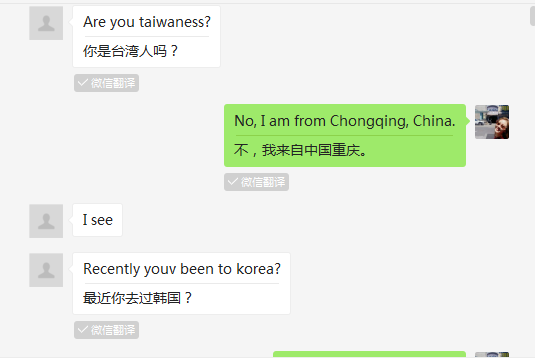 Are you taiwaness?
你是台湾人吗？
微信翻译
No, I am from Chongqing, China.
不，我来自中国重庆。
微信翻译
I see
Recently youv been to korea?
最近你去过韩国？
微信翻译